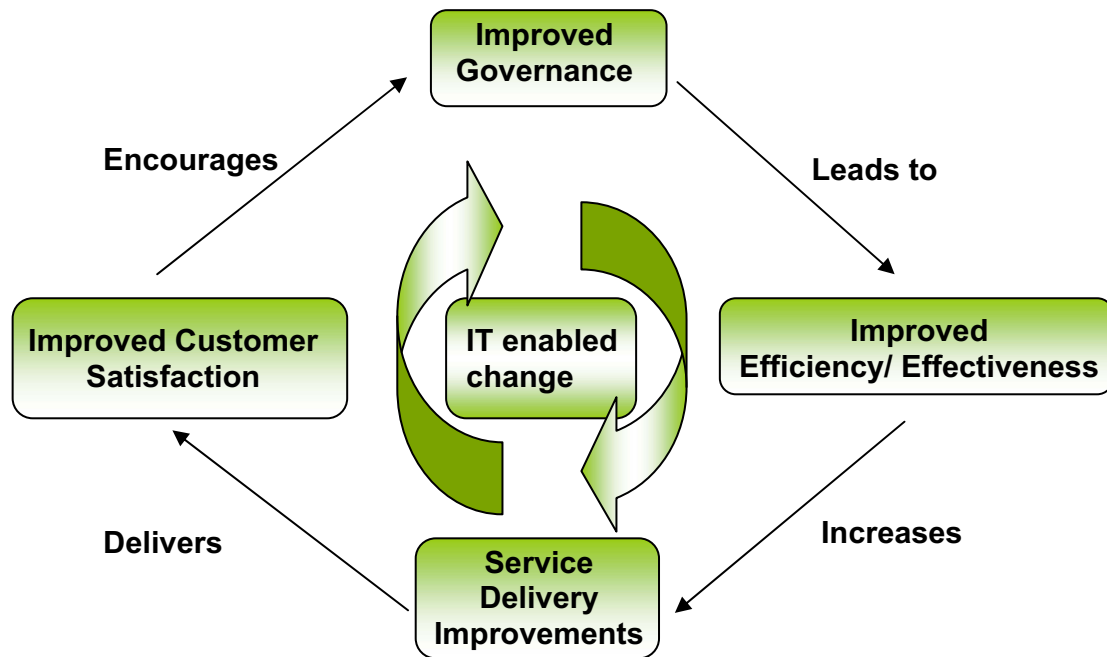 Improved
Governance
Encourages
Leads to
Improved Customer
Satisfaction
IT enabled
change
Improved
Efficiency/ Effectiveness
Delivers
Increases
Service
Delivery
Improvements